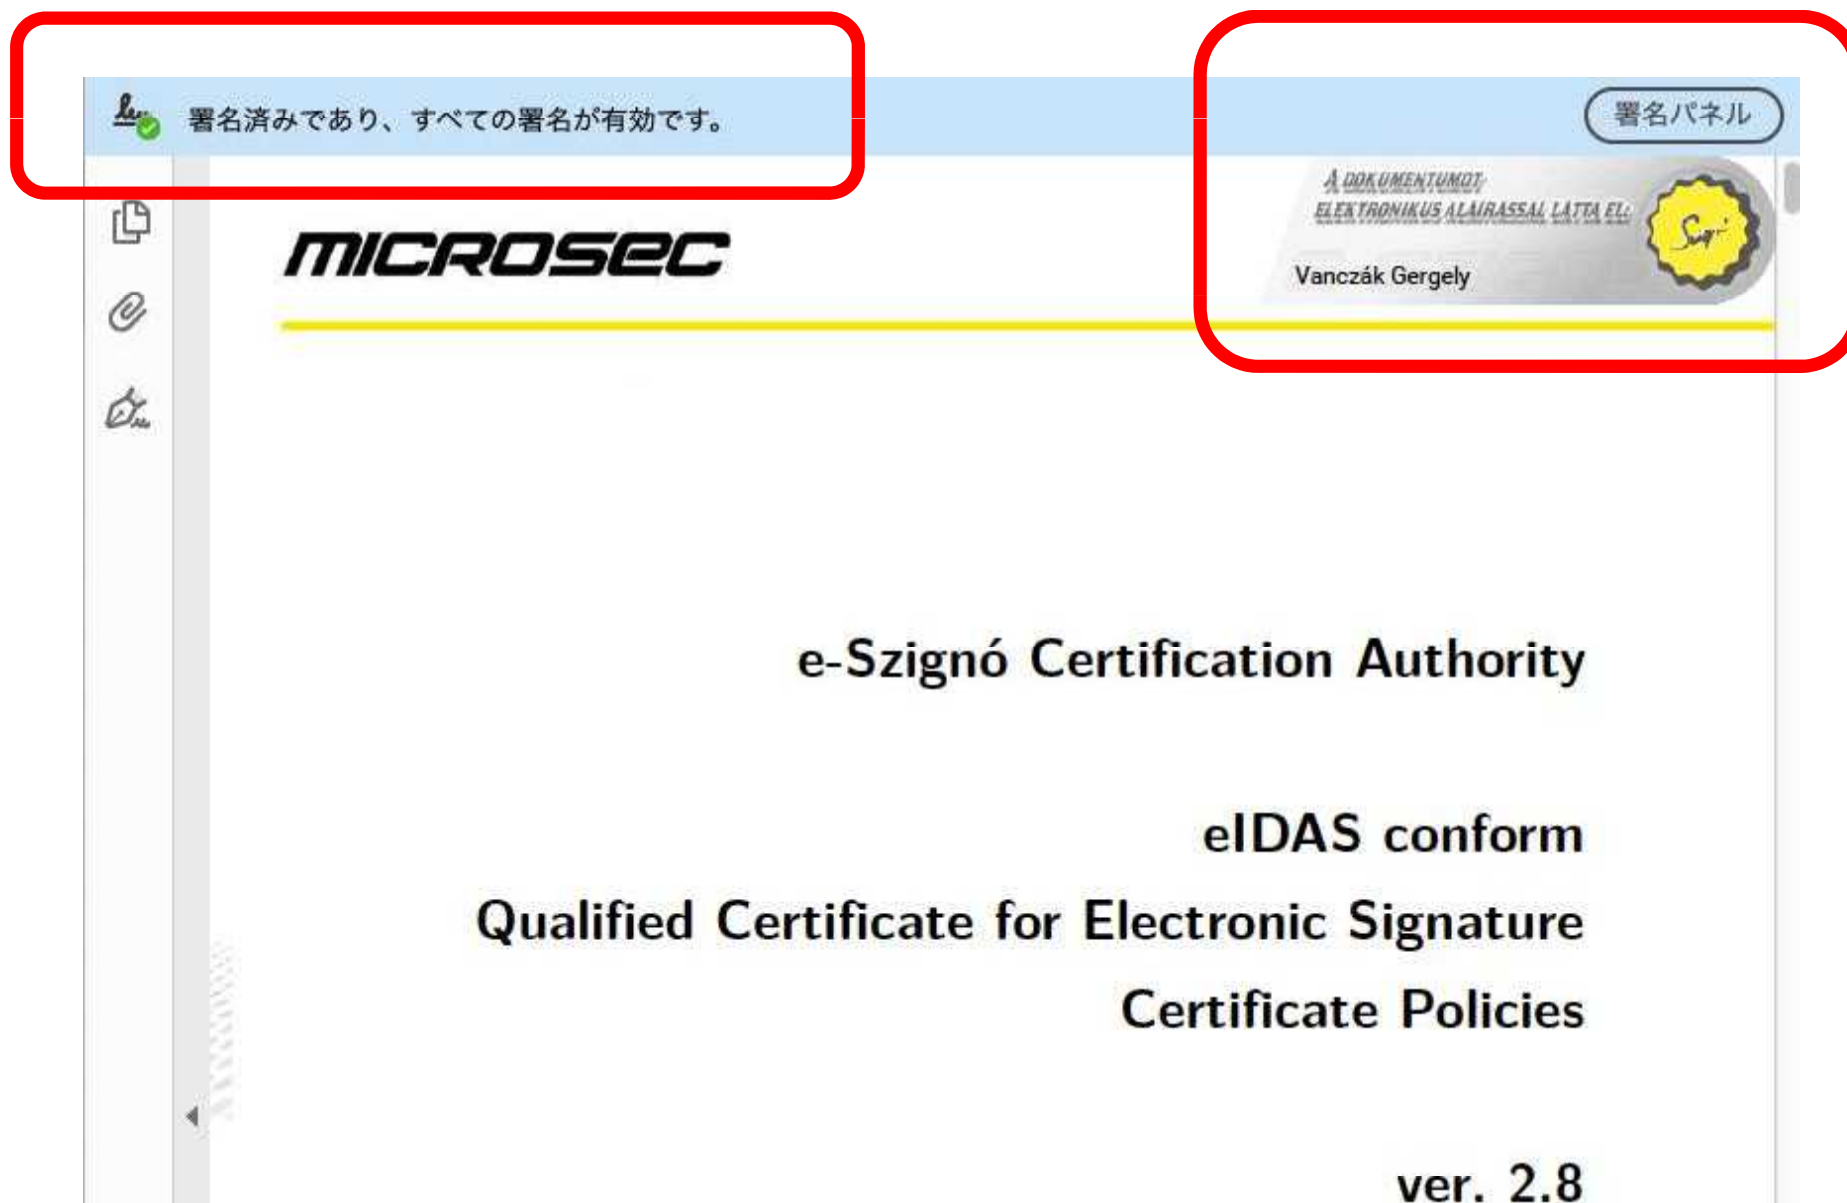 署名済みであり、すべての署名が有効です。
署名パネル
A DOKUMENTUMOT
ELEKTRONIKUS ALÁÍRÁSSAL LÁTTA EL:
Vanczák Gergely
microsec
e-Szignó Certification Authority
eIDAS conform
Qualified Certificate for Electronic Signature
Certificate Policies
ver. 2.8